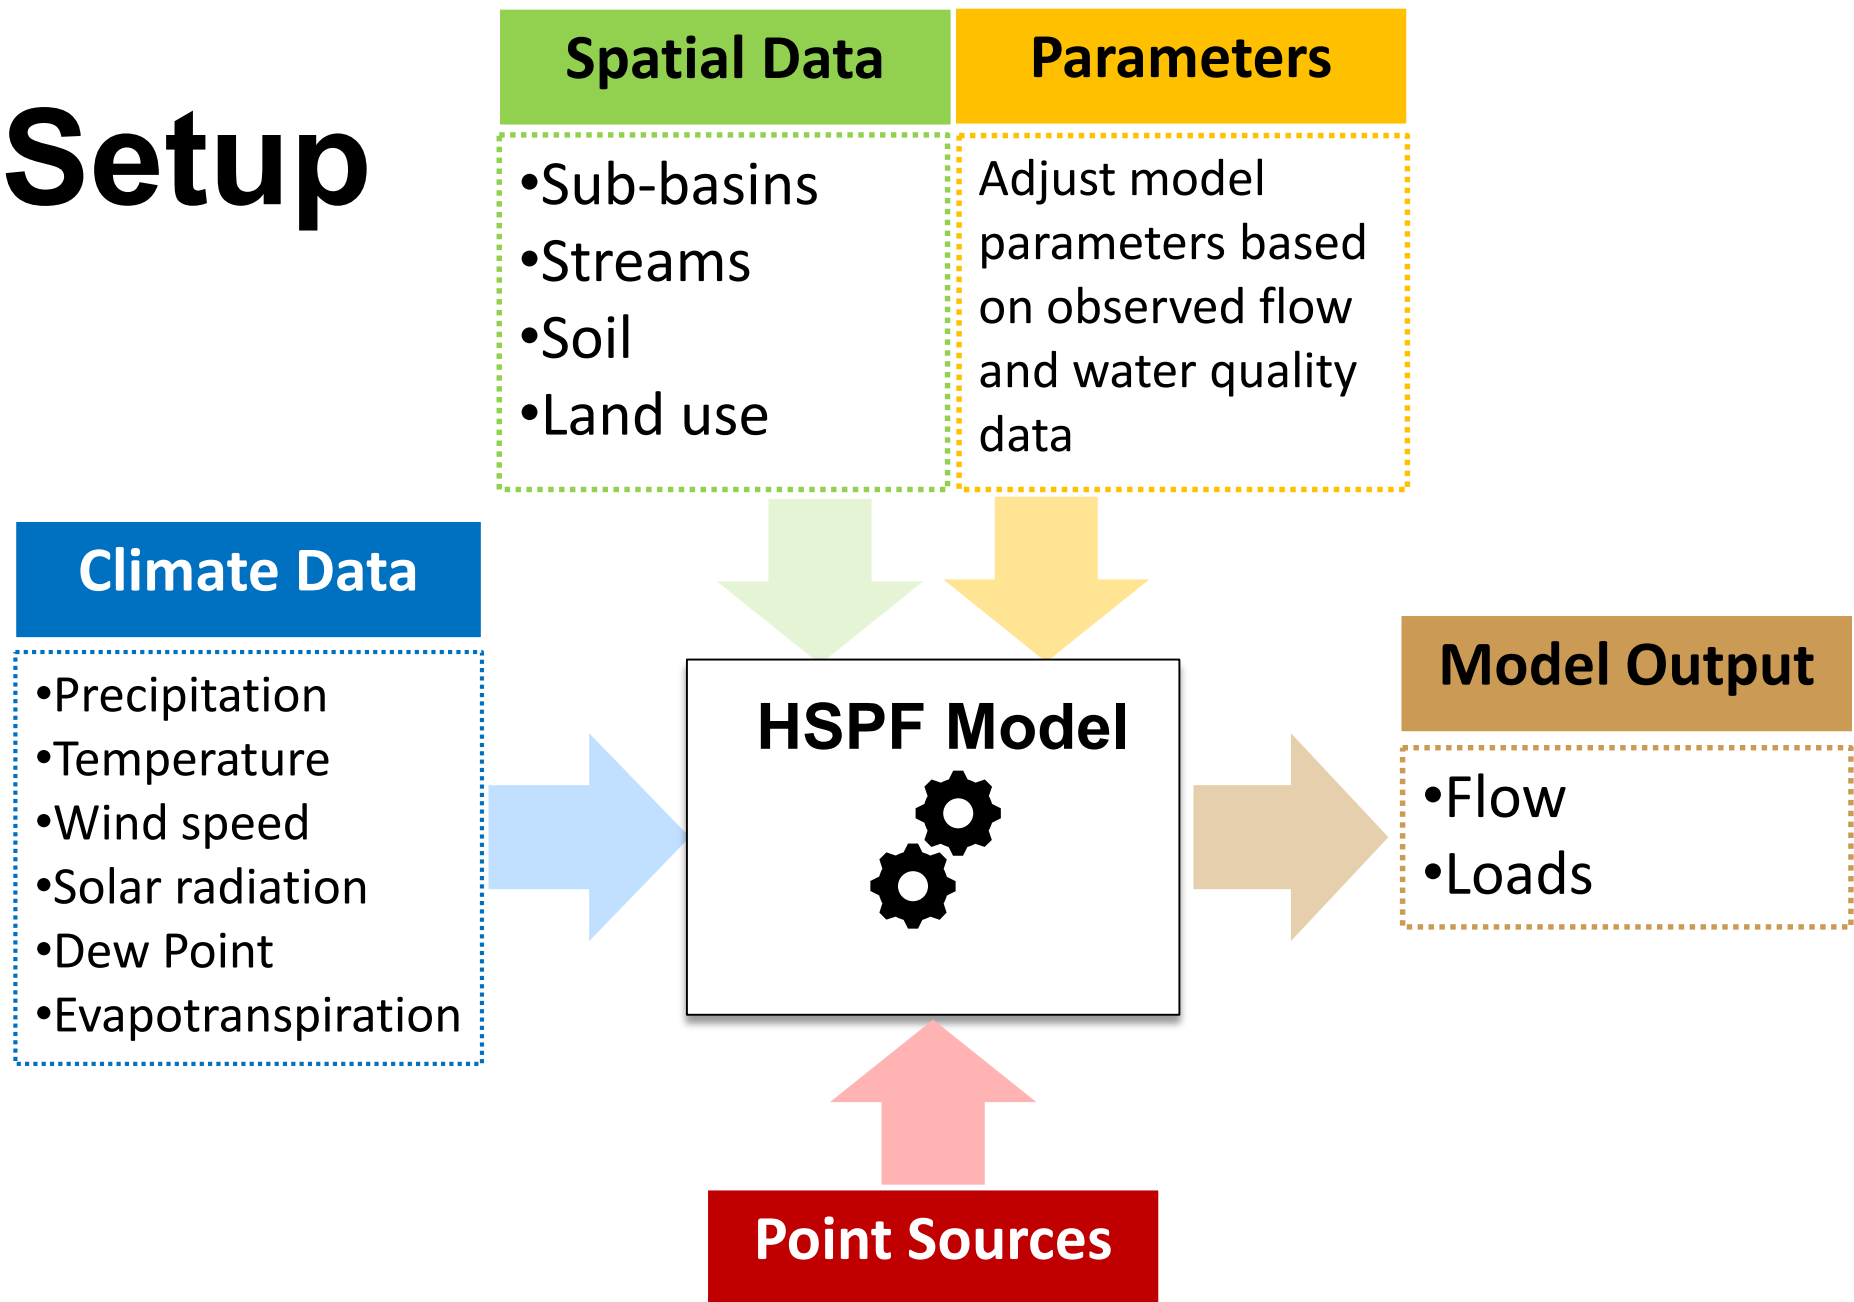 Setup
Spatial Data
•Sub-basins
•Streams
•Soil
•Land use
Parameters
Adjust model
parameters based
on observed flow
and water quality
data
Climate Data
•Precipitation
•Temperature
•Wind speed
•Solar radiation
•Dew Point
•Evapotranspiration
HSPF Model
Model Output
•Flow
•Loads
Point Sources